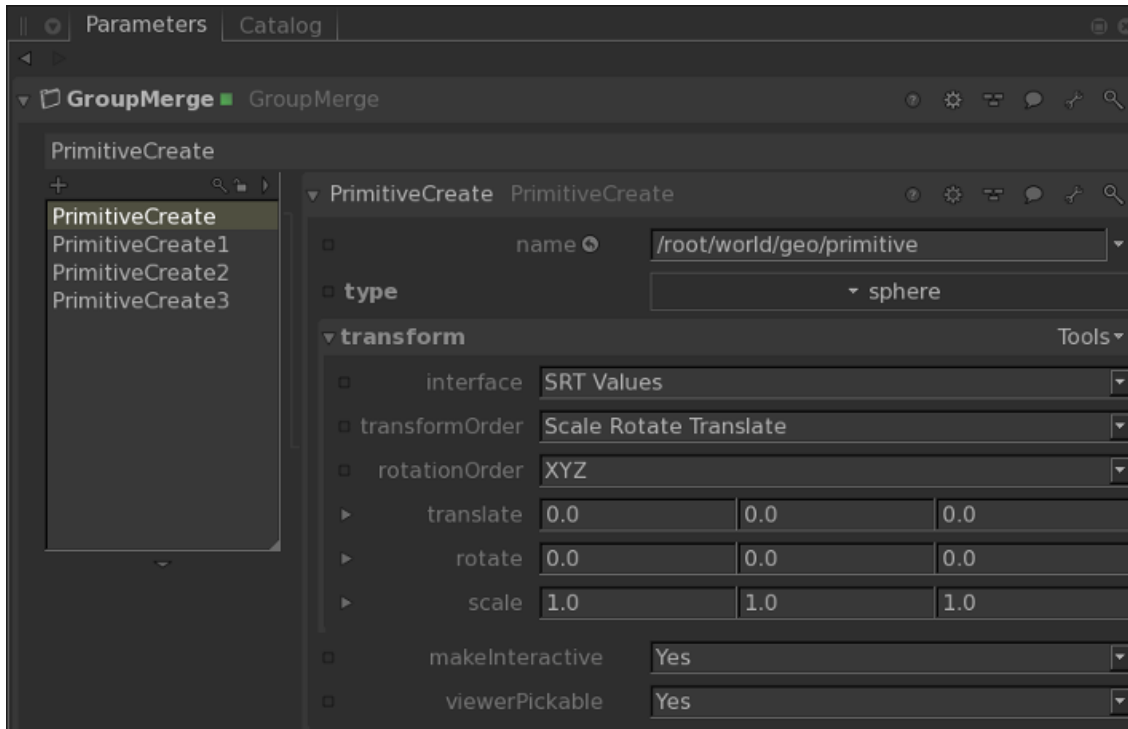 Parameters Catalog
GroupMerge GroupMerge
PrimitiveCreate
PrimitiveCreate
PrimitiveCreate1
PrimitiveCreate2
PrimitiveCreate3
PrimitiveCreate PrimitiveCreate
name /root/world/geo/primitive
type sphere
transform Tools
interface SRT Values
transformOrder Scale Rotate Translate
rotationOrder XYZ
translate 0.0 0.0 0.0
rotate 0.0 0.0 0.0
scale 1.0 1.0 1.0
makeInteractive Yes
viewerPickable Yes